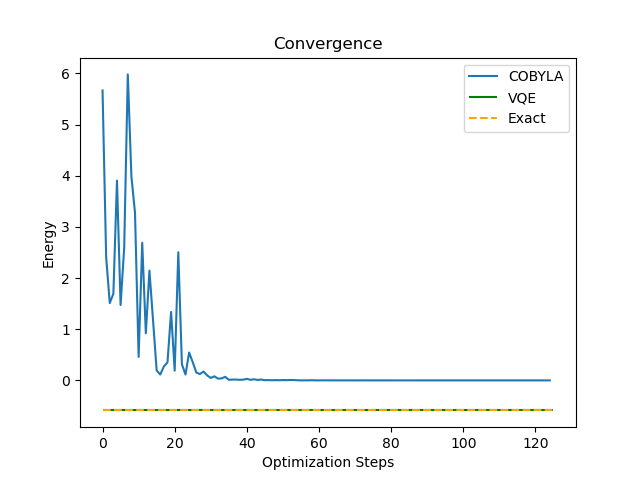 Convergence
COBYLA
VQE
Exact
Energy
6
5
4
3
2
1
0
0 20 40 60 80 100 120
Optimization Steps